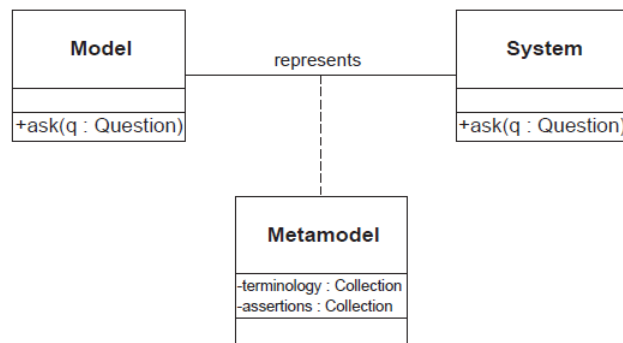 Model
System
represents
+ask(q : Question)
+ask(q : Question)
Metamodel
-terminology : Collection
-assertions : Collection